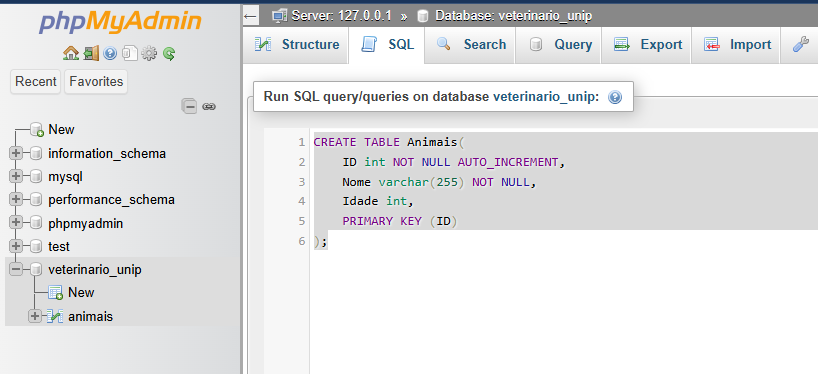 phpMyAdmin
Recent Favorites
New
information_schema
mysql
performance_schema
phpmyadmin
test
veterinario_unip
New
animais
Server: 127.0.0.1 » Database: veterinario_unip
Structure SQL Search Query Export Import
Run SQL query/queries on database veterinario_unip:
1 CREATE TABLE Animais(
2 ID int NOT NULL AUTO_INCREMENT,
3 Nome varchar(255) NOT NULL,
4 Idade int,
5 PRIMARY KEY (ID)
6 );